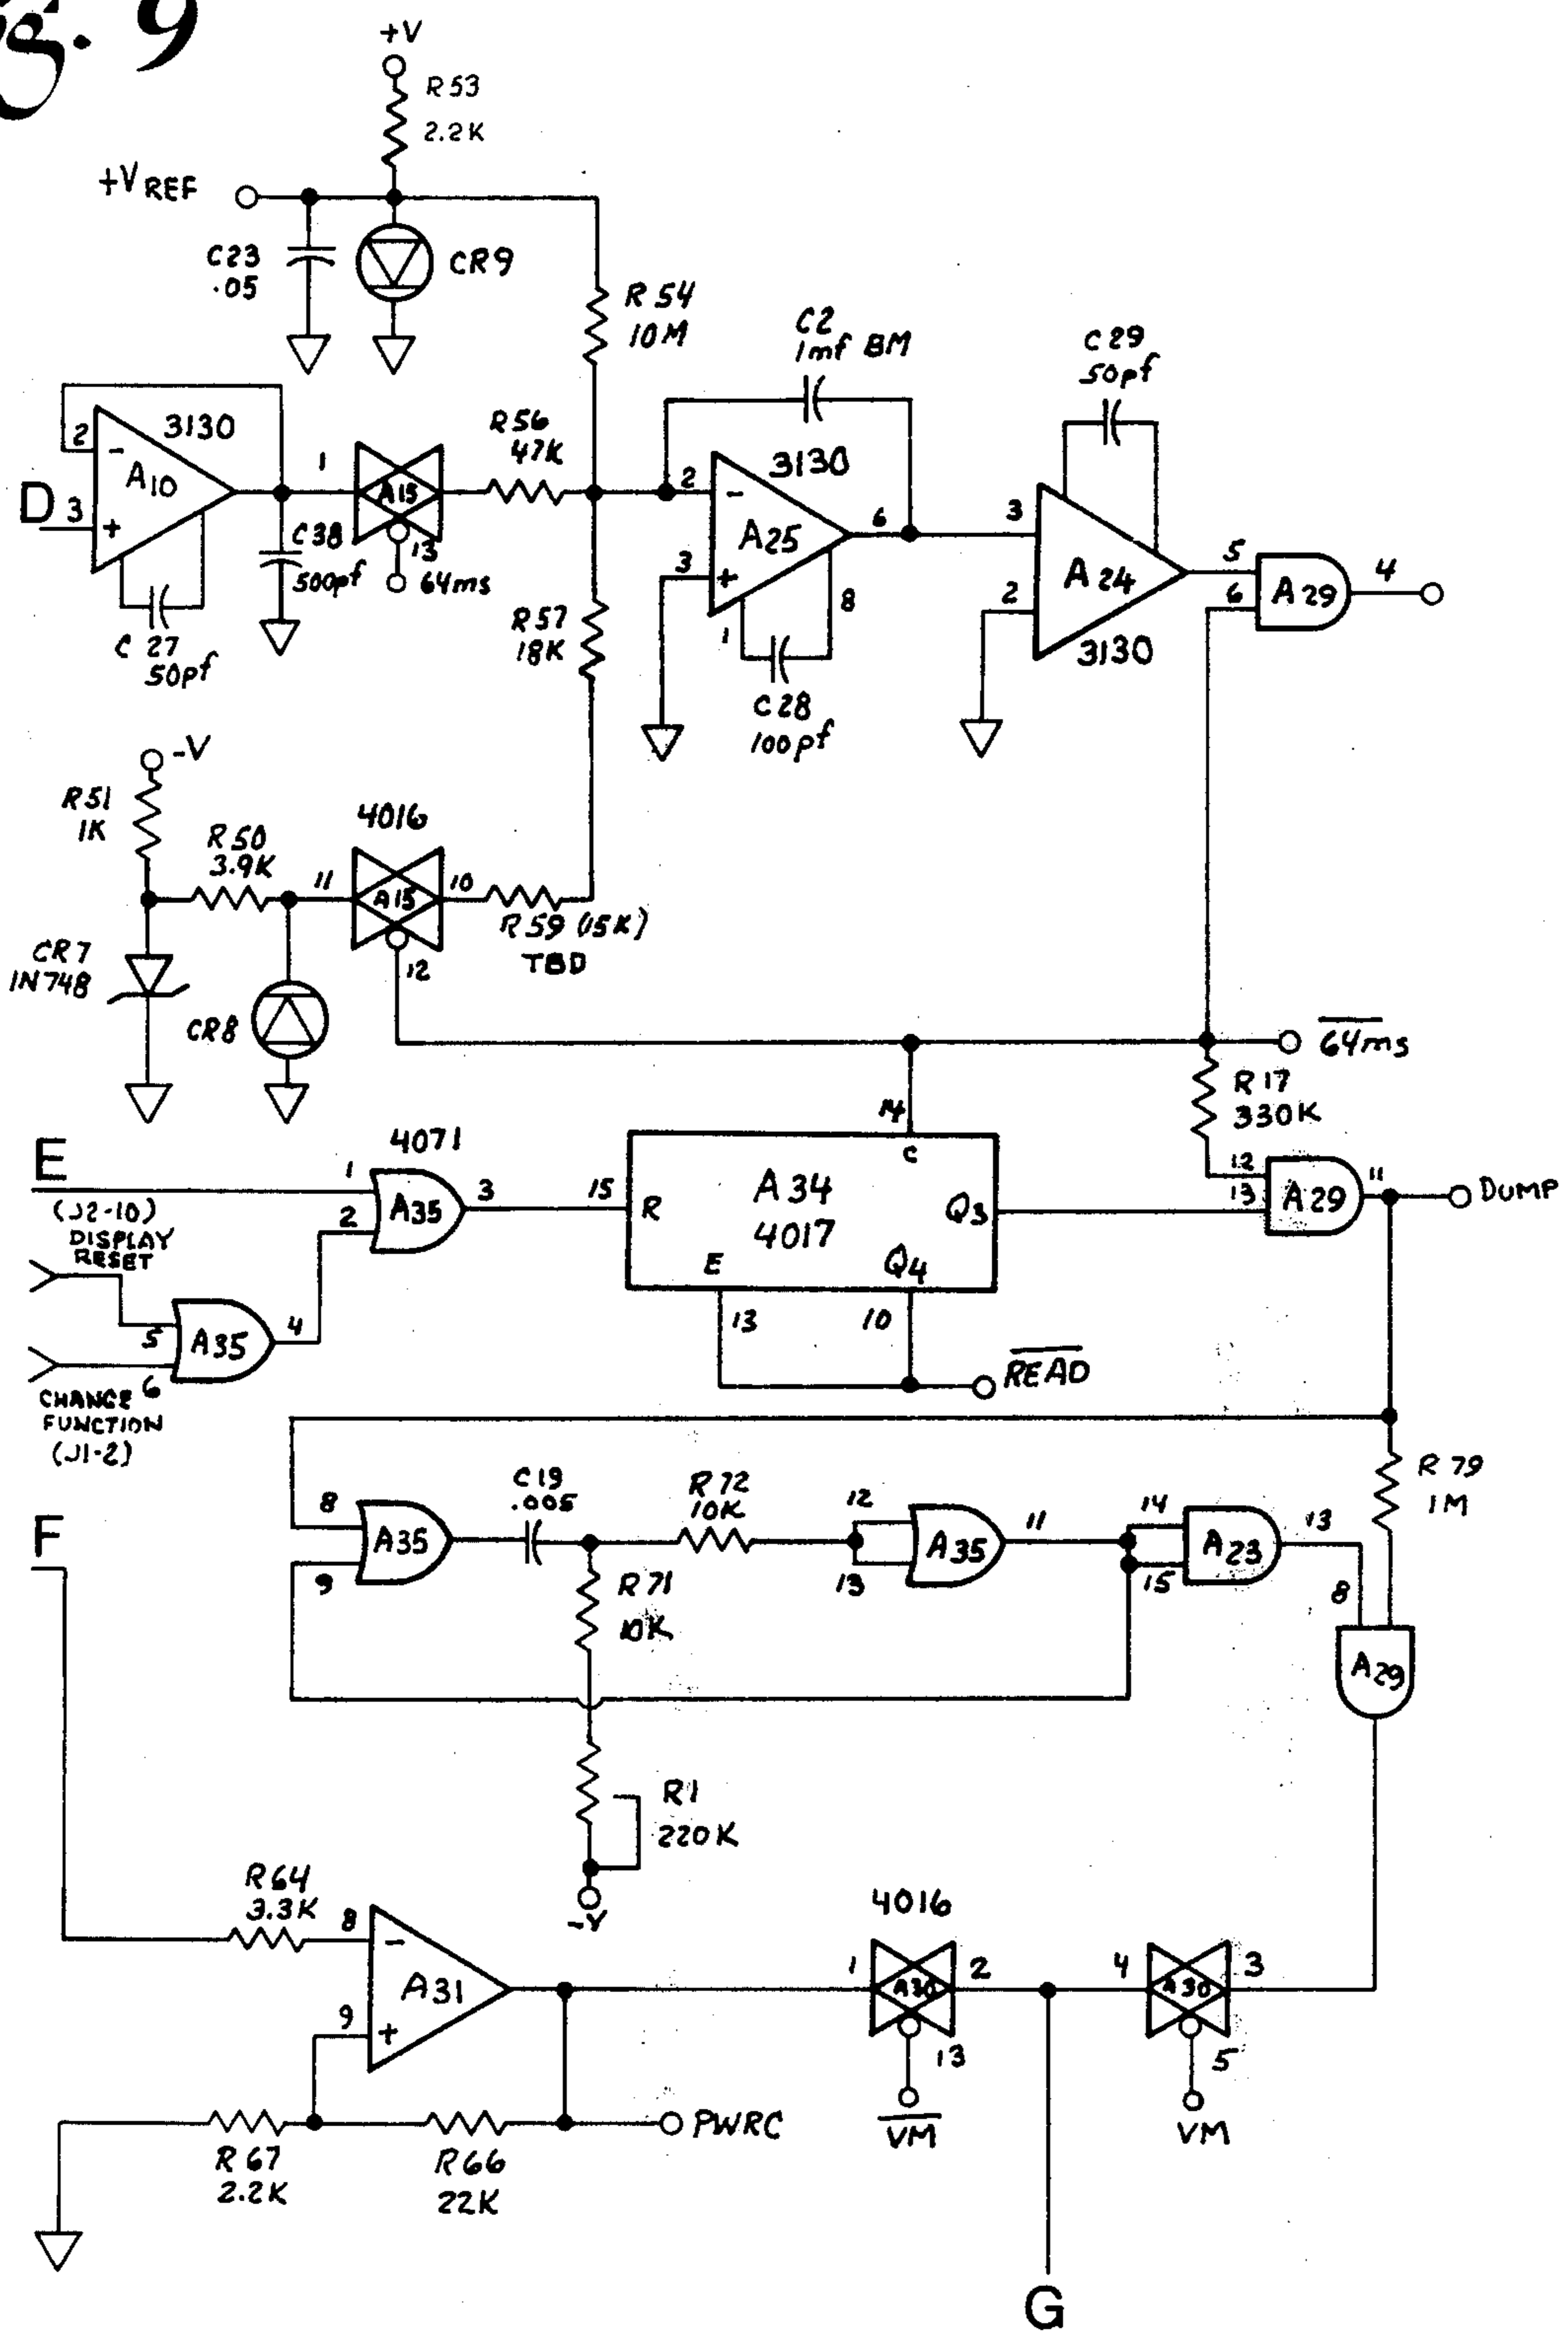 g. 9
+V
R53
2.2K
+VREF
C23
.05
CR9
R54
10M
C2
1mf BM
C29
50pf
2
-
3130
A10
D
3
+
C27
50pf
1
A15
C38
500pf
13
64ms
R56
47K
R57
18K
2
-
3130
A25
6
3
+
1
8
C28
100pf
3
A24
2
3130
5
6
A29
4
-V
R51
1K
R50
3.9K
4016
11
A15
10
12
R59 (15K)
TBD
CR7
1N748
CR8
64ms
R17
330K
E
(J2-10)
DISPLAY
RESET
4071
1
2
A35
3
15
R
A34
4017
14
C
Q3
E
Q4
13
10
READ
12
13
A29
11
DUMP
5
A35
4
6
CHANGE
FUNCTION
(J1-2)
F
8
A35
9
C19
.005
R72
10K
R71
10K
12
13
A35
11
14
15
A23
13
R79
1M
8
A29
R1
220K
-V
R64
3.3K
8
-
A31
9
+
R67
2.2K
R66
22K
PWRC
4016
1
A30
2
13
VM
4
A30
3
5
VM
G